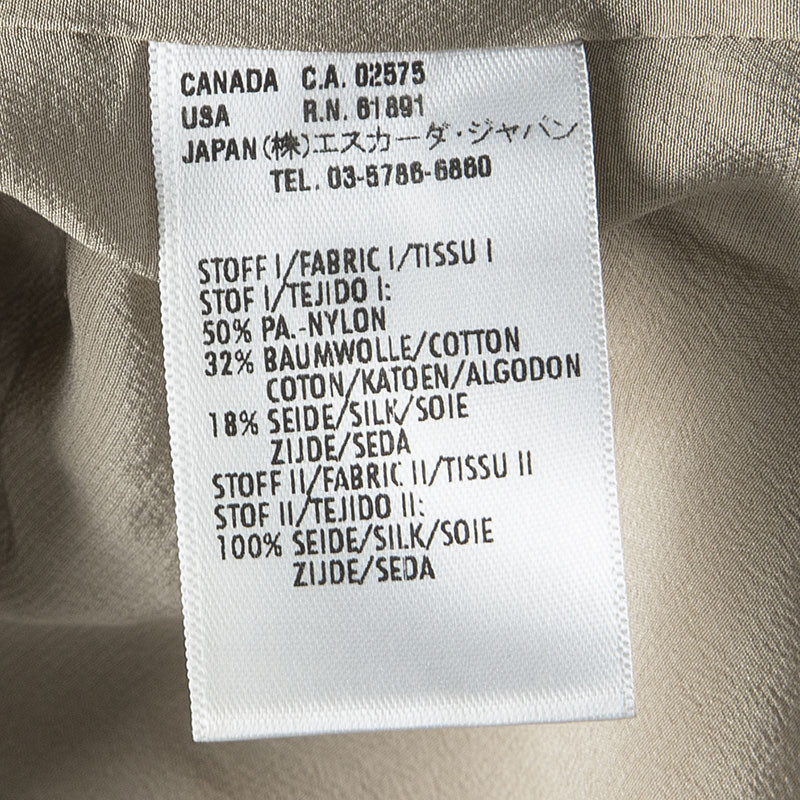 CANADA C.A. 02575
USA R.N. 61891
JAPAN (株)エスカーダ・ジャパン
TEL. 03-5786-6860
STOFF I/FABRIC I/TISSU I
STOF I/TEJIDO I:
50% PA.-NYLON
32% BAUMWOLLE/COTTON
COTON/KATOEN/ALGODON
18% SEIDE/SILK/SOIE
ZIJDE/SEDA
STOFF II/FABRIC II/TISSU II
STOF II/TEJIDO II:
100% SEIDE/SILK/SOIE
ZIJDE/SEDA